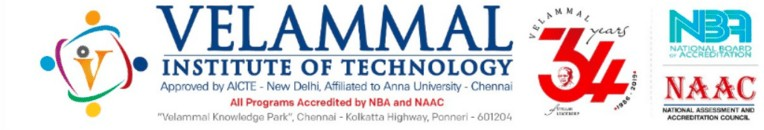 VELAMMAL
INSTITUTE OF TECHNOLOGY
Approved by AICTE - New Delhi, Affiliated to Anna University - Chennai
All Programs Accredited by NBA and NAAC
"Velammal Knowledge Park", Chennai - Kolkatta Highway, Ponneri - 601204
V
VELAMMAL
years
34
1986 - 2019
NBA
NATIONAL BOARD
OF ACCREDITATION
NAAC
NATIONAL ASSESSMENT AND
ACCREDITATION COUNCIL